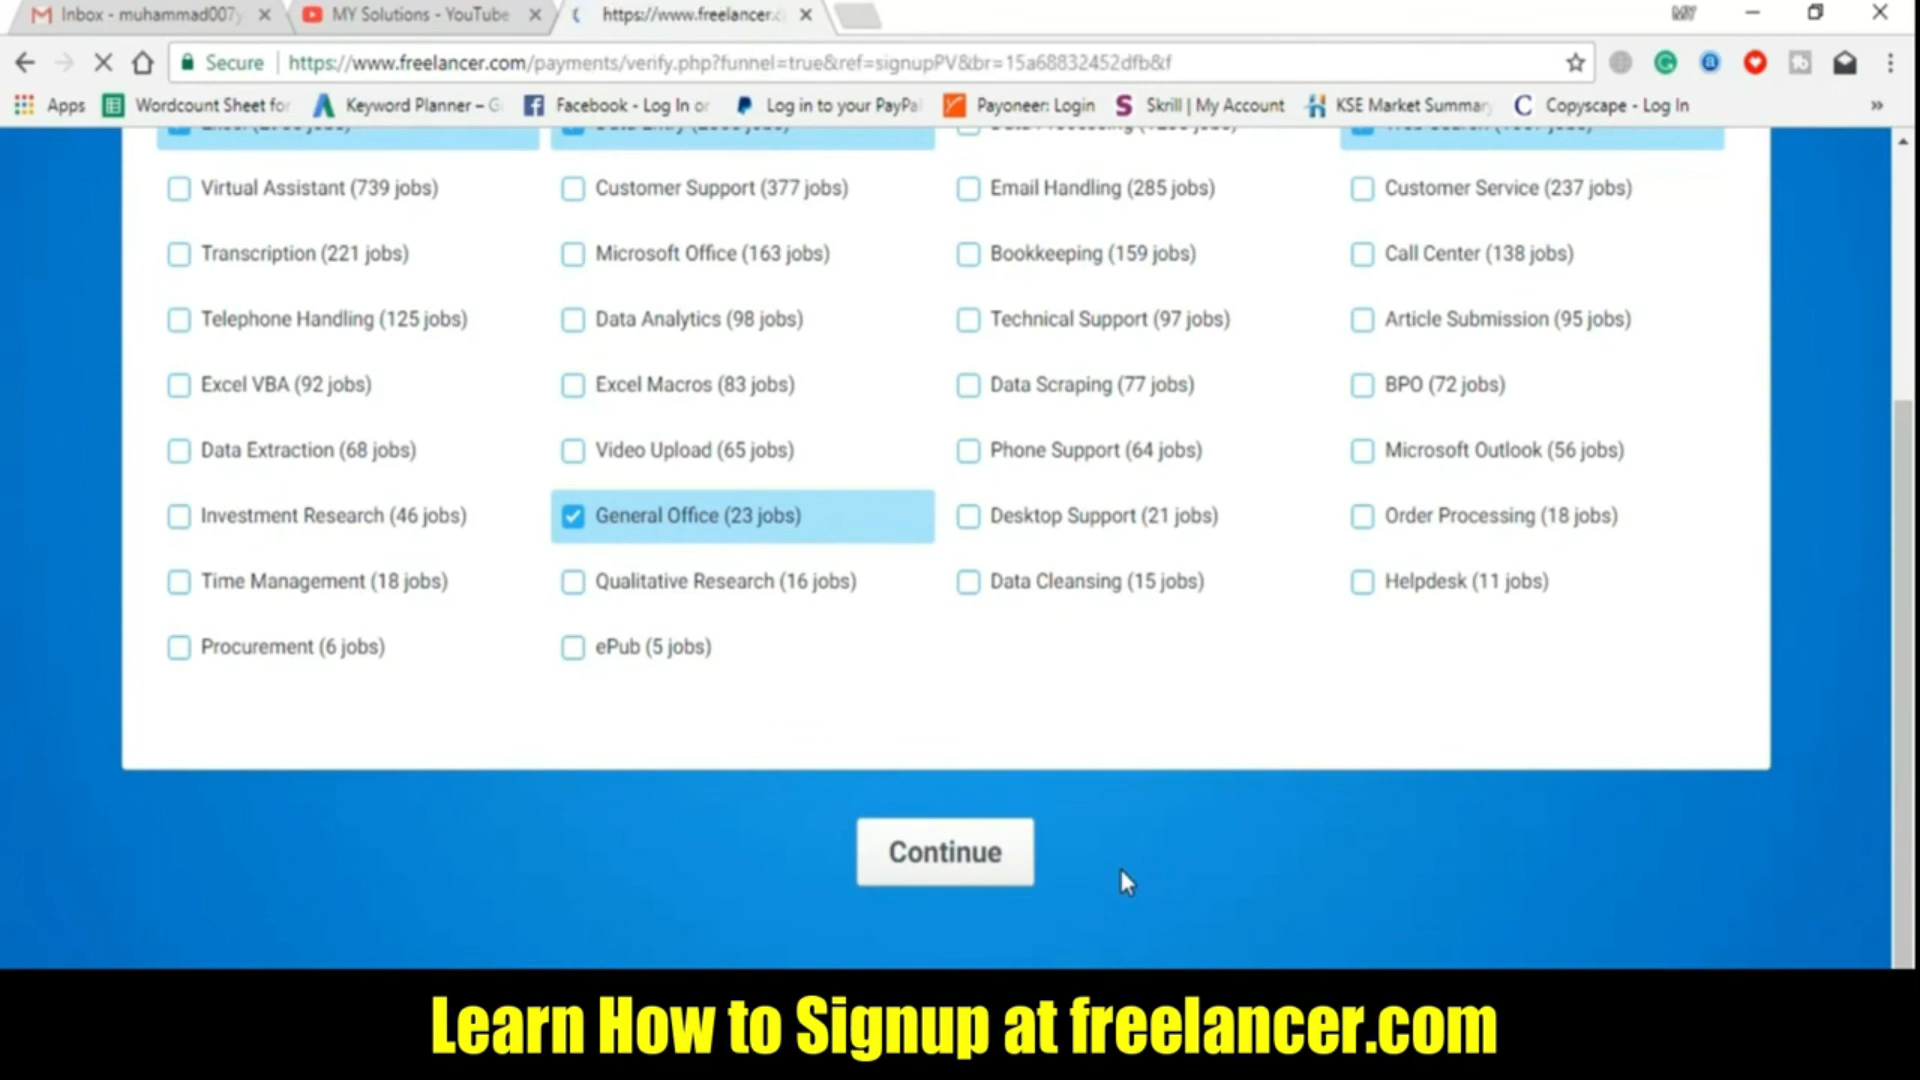 Inbox - muhammad007y
MY Solutions - YouTube
https://www.freelancer.c
MY
Secure
https://www.freelancer.com/payments/verify.php?funnel=true&ref=signupPV&br=15a68832452dfb&f
Apps
Wordcount Sheet for
Keyword Planner – G
Facebook - Log In or
Log in to your PayPal
Payoneer: Login
Skrill | My Account
KSE Market Summary
Copyscape - Log In
»
Virtual Assistant (739 jobs)
Customer Support (377 jobs)
Email Handling (285 jobs)
Customer Service (237 jobs)
Transcription (221 jobs)
Microsoft Office (163 jobs)
Bookkeeping (159 jobs)
Call Center (138 jobs)
Telephone Handling (125 jobs)
Data Analytics (98 jobs)
Technical Support (97 jobs)
Article Submission (95 jobs)
Excel VBA (92 jobs)
Excel Macros (83 jobs)
Data Scraping (77 jobs)
BPO (72 jobs)
Data Extraction (68 jobs)
Video Upload (65 jobs)
Phone Support (64 jobs)
Microsoft Outlook (56 jobs)
Investment Research (46 jobs)
General Office (23 jobs)
Desktop Support (21 jobs)
Order Processing (18 jobs)
Time Management (18 jobs)
Qualitative Research (16 jobs)
Data Cleansing (15 jobs)
Helpdesk (11 jobs)
Procurement (6 jobs)
ePub (5 jobs)
Continue
Learn How to Signup at freelancer.com